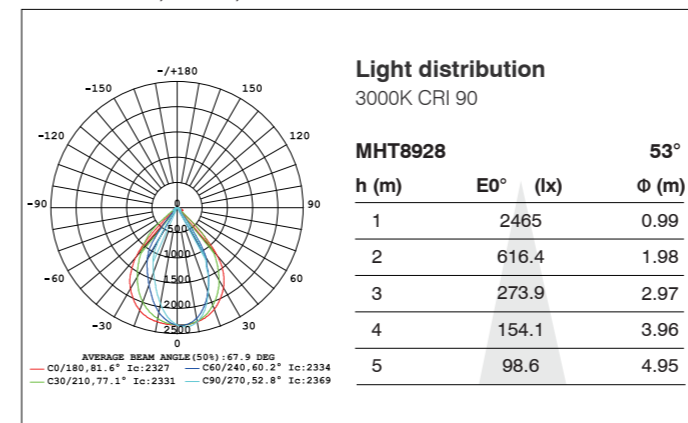 -/+180
-150
150
-120
120
-90
0
90
500
1000
-60
60
1500
2000
-30
30
2500
0
AVERAGE BEAM ANGLE(50%):67.9 DEG
C0/180,81.6° Ic:2327
C60/240,60.2° Ic:2334
C30/210,77.1° Ic:2331
C90/270,52.8° Ic:2369
Light distribution
3000K CRI 90
MHT8928 53°
h (m) E0° (lx) Φ (m)
1 2465 0.99
2 616.4 1.98
3 273.9 2.97
4 154.1 3.96
5 98.6 4.95